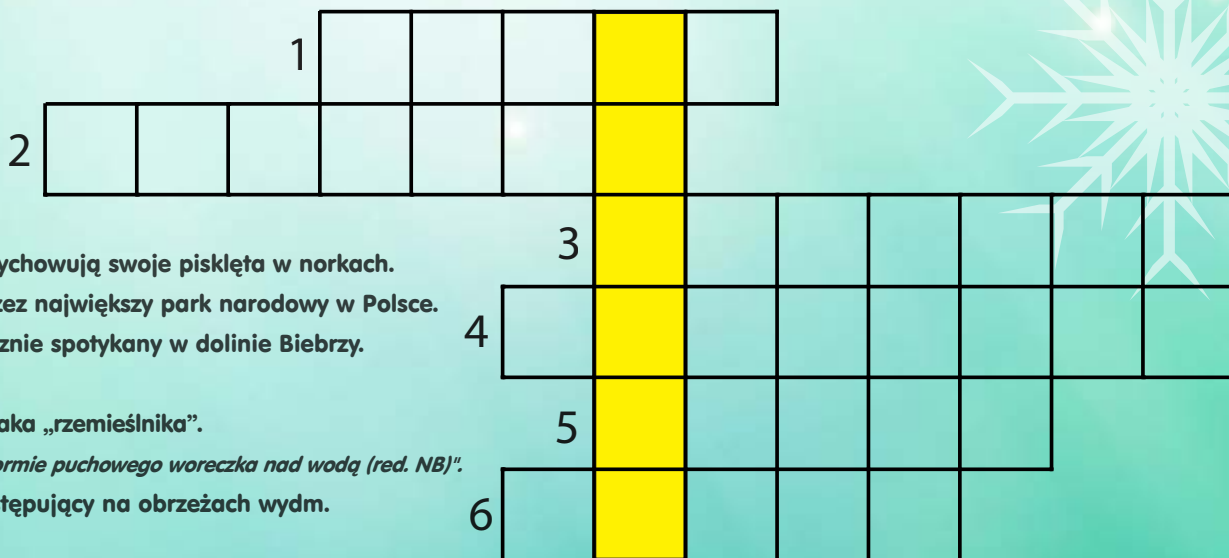 1
2
3
ychowują swoje pisklęta w norkach.
zez największy park narodowy w Polsce.
4
znie spotykany w dolinie Biebrzy.
aka „rzemieślnika”.
5
ormie puchowego woreczka nad wodą (red. NB)”.
tępujący na obrzeżach wydm.
6